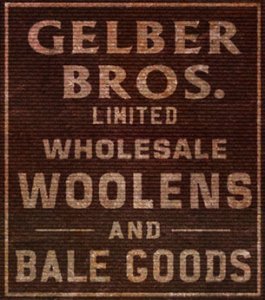 GELBER
BROS.
LIMITED
WHOLESALE
WOOLENS
AND
BALE GOODS